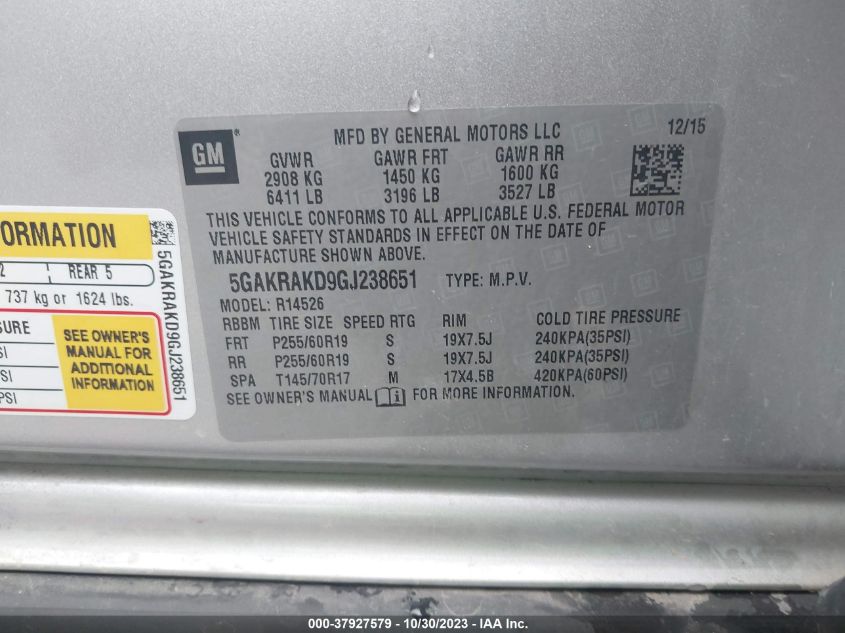 GM
®
MFD BY GENERAL MOTORS LLC
12/15
GVWR GAWR FRT GAWR RR
2908 KG 1450 KG 1600 KG
6411 LB 3196 LB 3527 LB
THIS VEHICLE CONFORMS TO ALL APPLICABLE U.S. FEDERAL MOTOR
VEHICLE SAFETY STANDARDS IN EFFECT ON THE DATE OF
MANUFACTURE SHOWN ABOVE.
5GAKRAKD9GJ238651 TYPE: M.P.V.
MODEL: R14526
RBBM TIRE SIZE SPEED RTG RIM COLD TIRE PRESSURE
FRT P255/60R19 S 19X7.5J 240KPA(35PSI)
RR P255/60R19 S 19X7.5J 240KPA(35PSI)
SPA T145/70R17 M 17X4.5B 420KPA(60PSI)
SEE OWNER'S MANUAL FOR MORE INFORMATION.
ORMATION
2 REAR 5
737 kg or 1624 lbs.
SURE
SI
SI
PSI
SEE OWNER'S
MANUAL FOR
ADDITIONAL
INFORMATION
5GAKRAKD9GJ238651
000-37927579 - 10/30/2023 - IAA Inc.